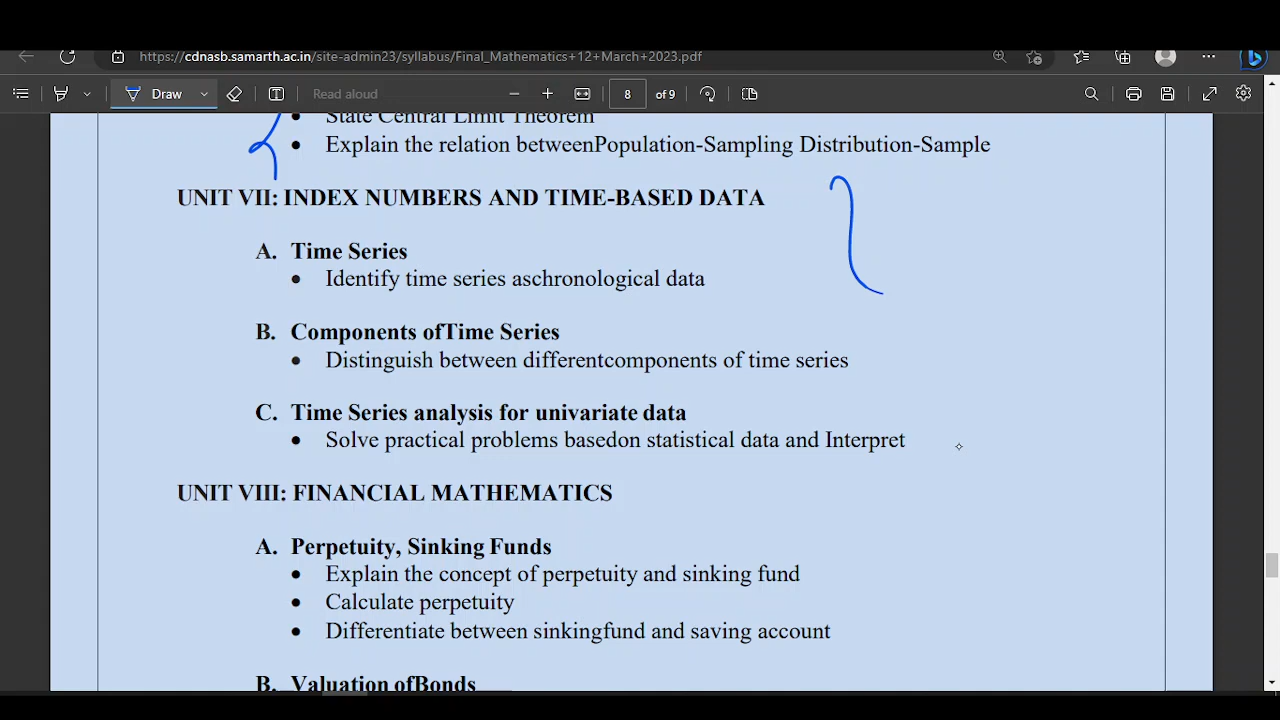 https://cdnasb.samarth.ac.in/site-admin23/syllabus/Final_Mathematics+12+March+2023.pdf
Draw Read aloud 8 of 9
State Central Limit Theorem
• Explain the relation betweenPopulation-Sampling Distribution-Sample
UNIT VII: INDEX NUMBERS AND TIME-BASED DATA
A. Time Series
• Identify time series aschronological data
B. Components ofTime Series
• Distinguish between differentcomponents of time series
C. Time Series analysis for univariate data
• Solve practical problems basedon statistical data and Interpret
UNIT VIII: FINANCIAL MATHEMATICS
A. Perpetuity, Sinking Funds
• Explain the concept of perpetuity and sinking fund
• Calculate perpetuity
• Differentiate between sinkingfund and saving account
B. Valuation ofBonds